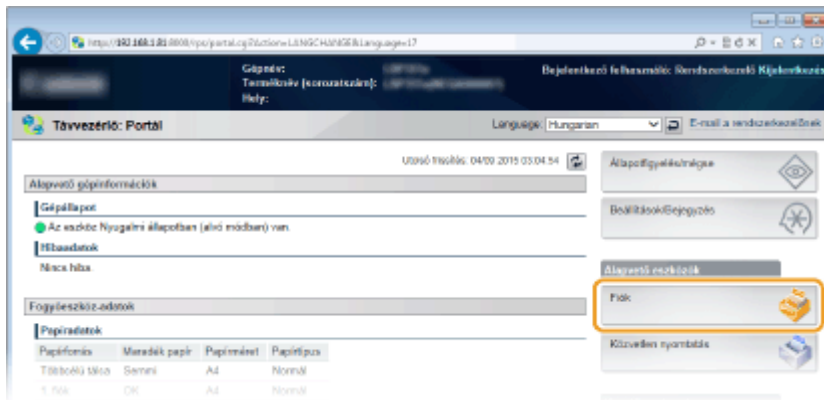 http://192.168.1.81:8000/rps/portal.cgi?Action=LANGCHANGE&Language=17
Gépnév:
Terméknév [sorozatszám]:
Hely:
Bejelentkező felhasználó: Rendszerkezelő Kijelentkezés
Távvezérlő: Portál
Language: Hungarian
E-mail a rendszerkezelőnek
Utolsó frissítés: 04/09 2015 03:04:54
Alapvető gépinformációk
Gépállapot
Az eszköz Nyugalmi állapotban (alvó módban) van.
Hibaadatok
Nincs hiba.
Fogyóeszköz-adatok
Papíradatok
Papírforrás Maradék papír Papírméret Papírtípus
Többcélú tálca Semmi A4 Normál
1. fiók OK A4 Normál
Állapotfigyelés/mégse
Beállítások/Bejegyzés
Alapvető eszközök
Fiók
Közvetlen nyomtatás